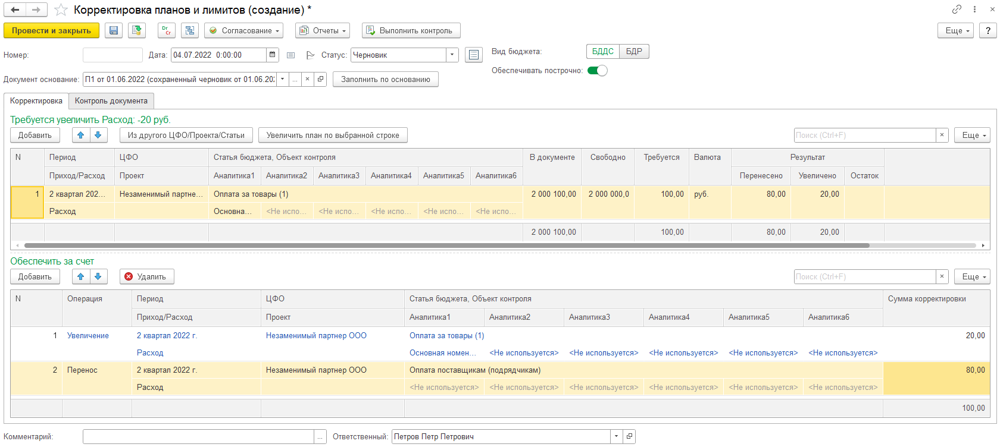 Корректировка планов и лимитов (создание) *
Провести и закрыть Dr Cr Согласование Отчеты Выполнить контроль Еще ?
Номер: Дата: 04.07.2022 0:00:00 Статус: Черновик Вид бюджета: БДДС БДР
Обеспечивать построчно:
Документ основание: П1 от 01.06.2022 (сохраненный черновик от 01.06.20 ... × Заполнить по основанию
Корректировка Контроль документа
Требуется увеличить Расход: -20 руб.
Добавить Из другого ЦФО/Проекта/Статьи Увеличить план по выбранной строке Поиск (Ctrl+F) × Еще
N Период ЦФО Статья бюджета, Объект контроля В документе Свободно Требуется Валюта Результат
Приход/Расход Проект Аналитика1 Аналитика2 Аналитика3 Аналитика4 Аналитика5 Аналитика6 Перенесено Увеличено Остаток
1 2 квартал 202... Незаменимый партне... Оплата за товары (1) 2 000 100,00 2 000 000,0 100,00 руб. 80,00 20,00
Расход Основна... <Не испо... <Не испо... <Не испо... <Не испо... <Не испо...
2 000 100,00 100,00 80,00 20,00
Обеспечить за счет
Добавить Удалить Поиск (Ctrl+F) × Еще
N Операция Период ЦФО Статья бюджета, Объект контроля Сумма корректировки
Приход/Расход Проект Аналитика1 Аналитика2 Аналитика3 Аналитика4 Аналитика5 Аналитика6
1 Увеличение 2 квартал 2022 г. Незаменимый партнер ООО Оплата за товары (1) 20,00
Расход Основная номен... <Не используется> <Не используется> <Не используется> <Не используется> <Не используется>
2 Перенос 2 квартал 2022 г. Незаменимый партнер ООО Оплата поставщикам (подрядчикам) 80,00
Расход <Не используется> <Не используется> <Не используется> <Не используется> <Не используется> <Не используется>
100,00
Комментарий: ... Ответственный: Петров Петр Петрович